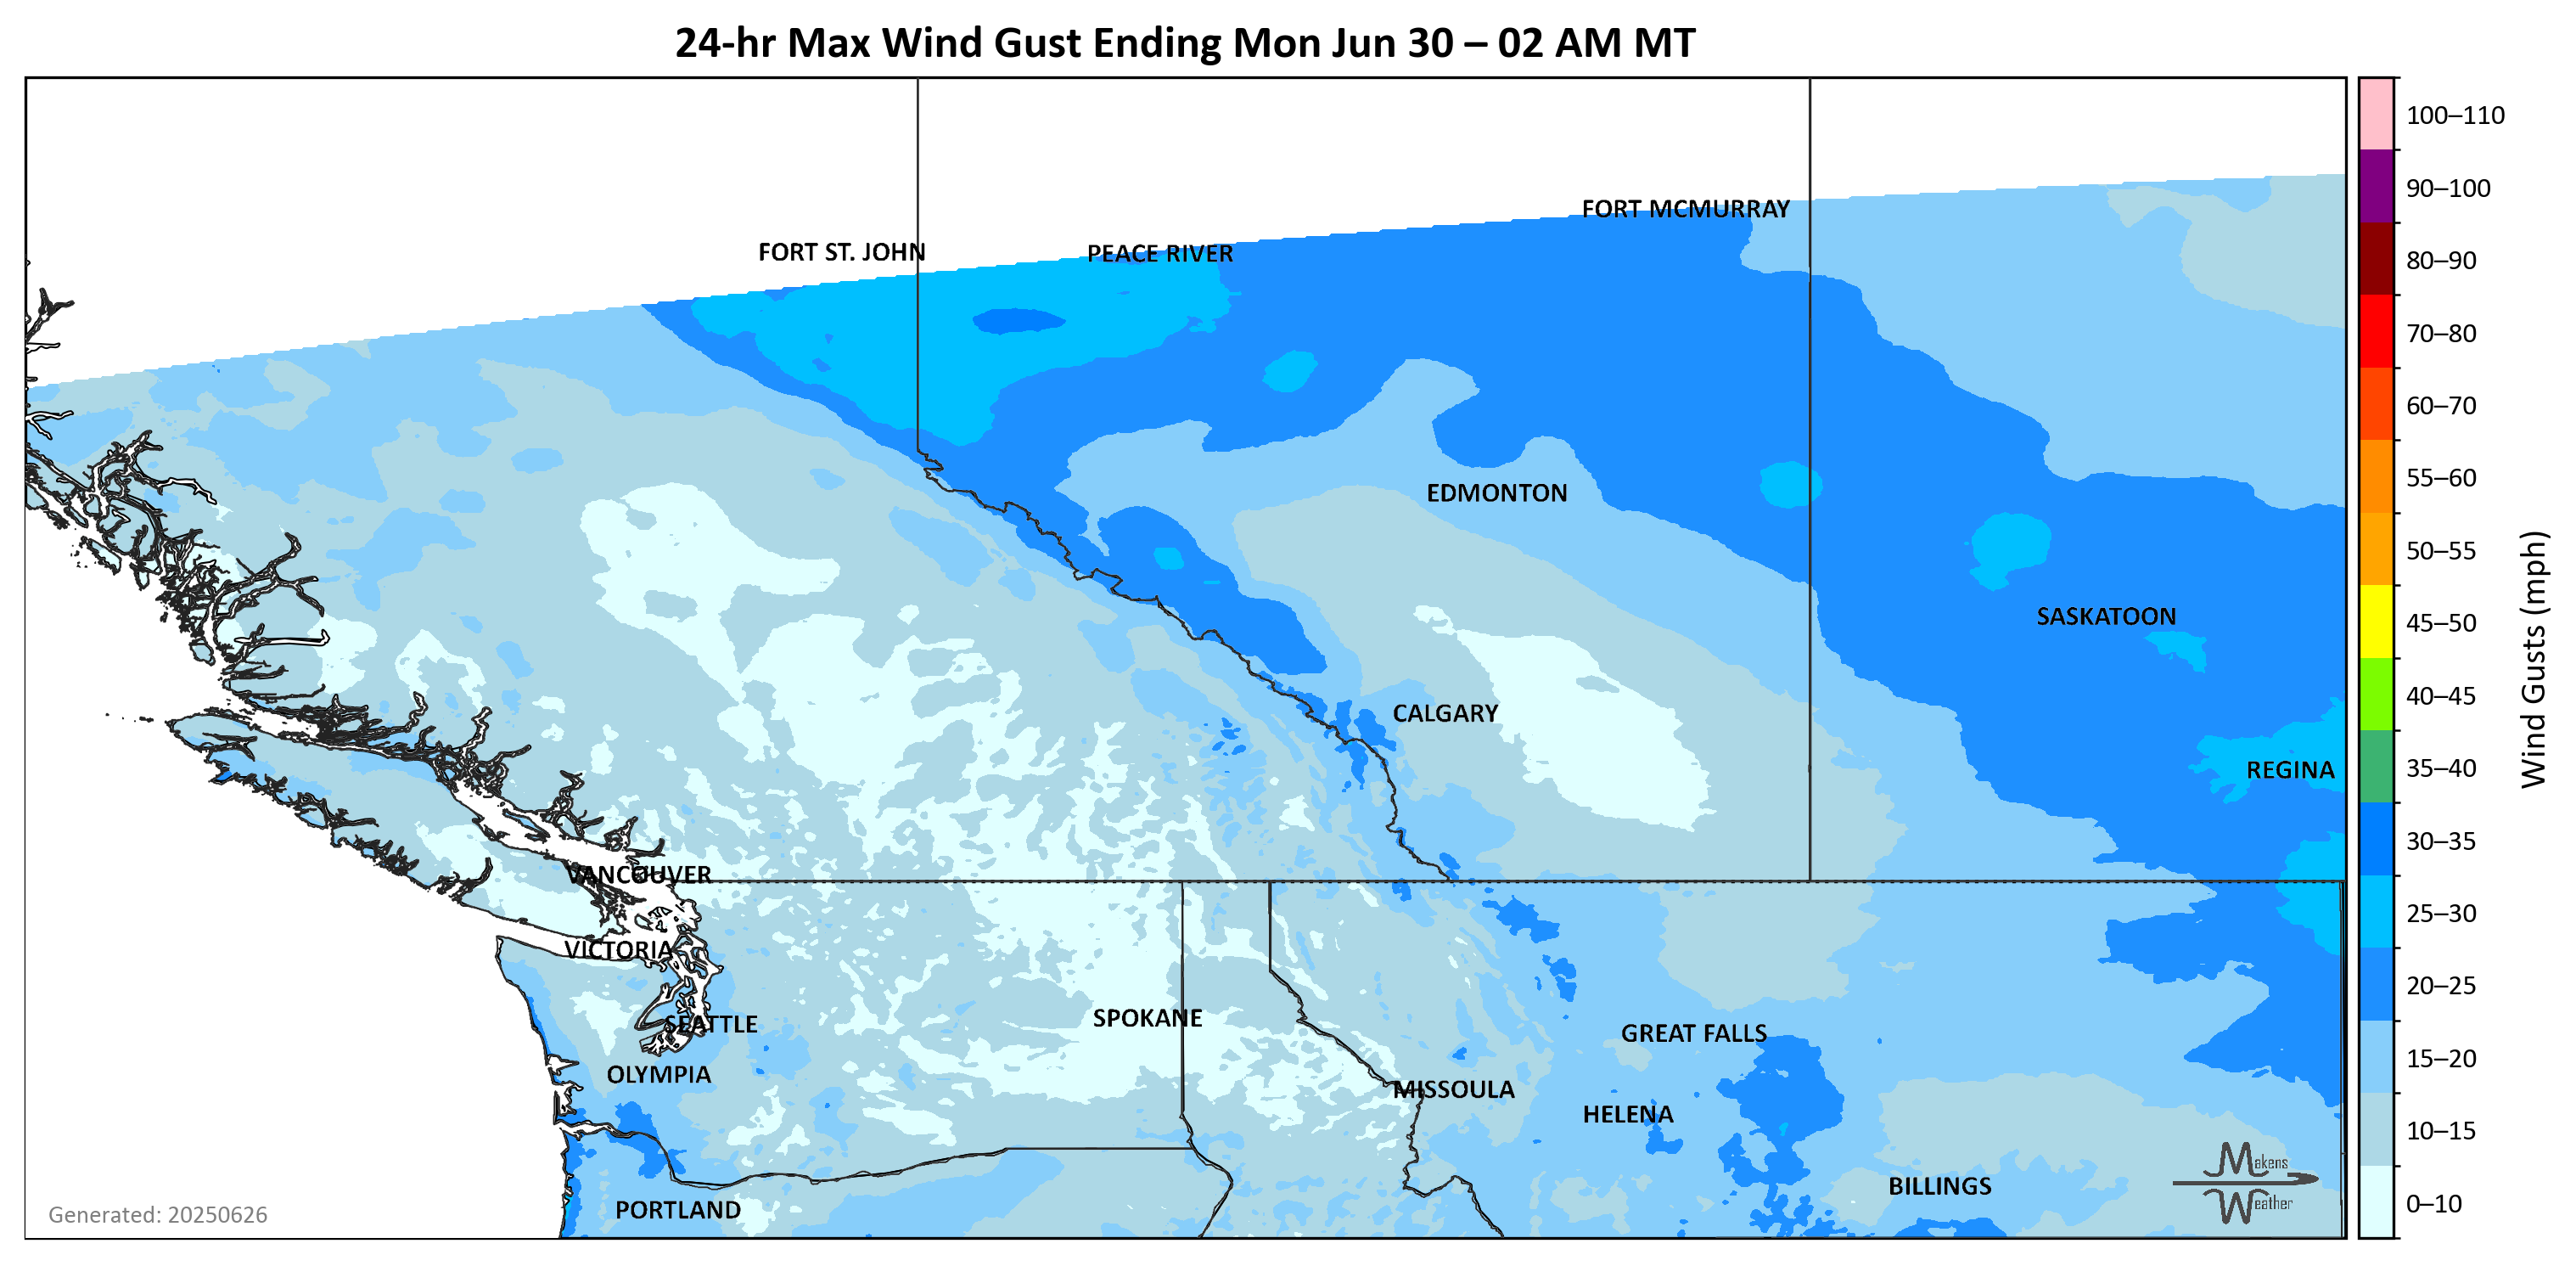 24-hr Max Wind Gust Ending Mon Jun 30 – 02 AM MT
100–110
90–100
80–90
70–80
60–70
55–60
50–55
45–50
40–45
35–40
30–35
25–30
20–25
15–20
10–15
0–10
Wind Gusts (mph)
FORT MCMURRAY
FORT ST. JOHN
PEACE RIVER
EDMONTON
SASKATOON
CALGARY
REGINA
VANCOUVER
VICTORIA
SEATTLE
SPOKANE
GREAT FALLS
OLYMPIA
MISSOULA
HELENA
BILLINGS
PORTLAND
Makens
Weather
Generated: 20250626